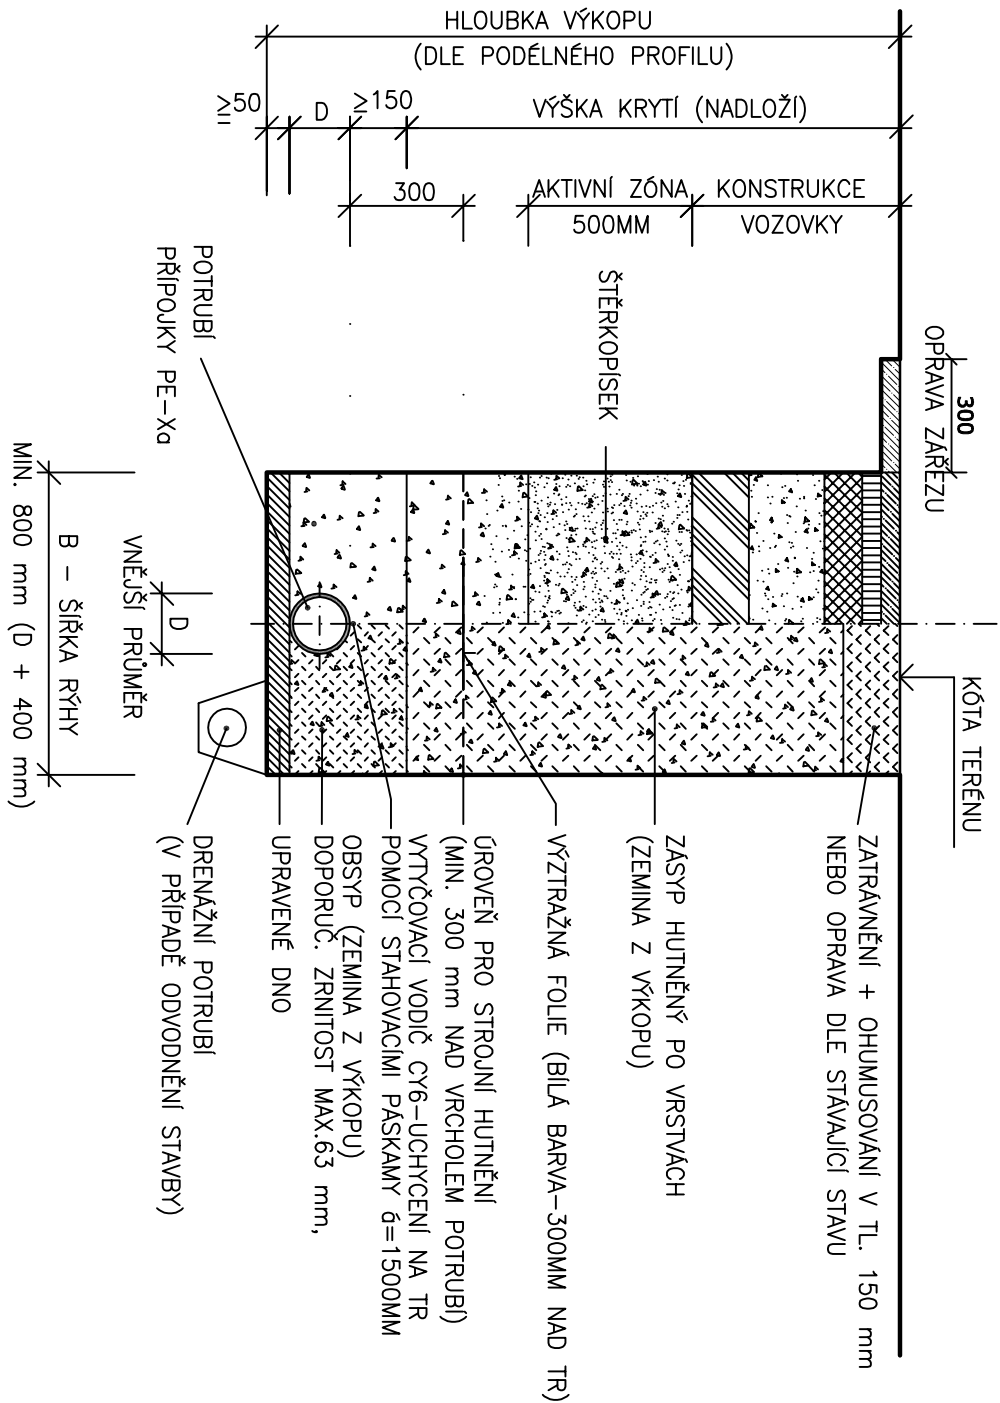 HLOUBKA VÝKOPU
(DLE PODÉLNÉHO PROFILU)
≥50
D
≥150
VÝŠKA KRYTÍ (NADLOŽÍ)
300
AKTIVNÍ ZÓNA
500MM
KONSTRUKCE
VOZOVKY
POTRUBÍ
PŘÍPOJKY PE-Xa
ŠTĚRKOPÍSEK
300
OPRAVA ZÁŘEZU
KÓTA TERÉNU
MIN. 800 mm (D + 400 mm)
B - ŠÍŘKA RÝHY
VNĚJŠÍ PRŮMĚR
D
ZATRÁVNĚNÍ + OHUMUSOVÁNÍ V TL. 150 mm
NEBO OPRAVA DLE STÁVAJÍCÍ STAVU
ZÁSYP HUTNĚNÝ PO VRSTVÁCH
(ZEMINA Z VÝKOPU)
VÝZTRAŽNÁ FOLIE (BÍLÁ BARVA-300MM NAD TR)
ÚROVEŇ PRO STROJNÍ HUTNĚNÍ
(MIN. 300 mm NAD VRCHOLEM POTRUBÍ)
VYTYČOVACÍ VODIČ CY6-UCHYCENÍ NA TR
POMOCÍ STAHOVACÍMI PÁSKAMY á=1500MM
OBSYP (ZEMINA Z VÝKOPU)
DOPORUČ. ZRNITOST MAX.63 mm,
UPRAVENÉ DNO
DRENÁŽNÍ POTRUBÍ
(V PŘÍPADĚ ODVODNĚNÍ STAVBY)